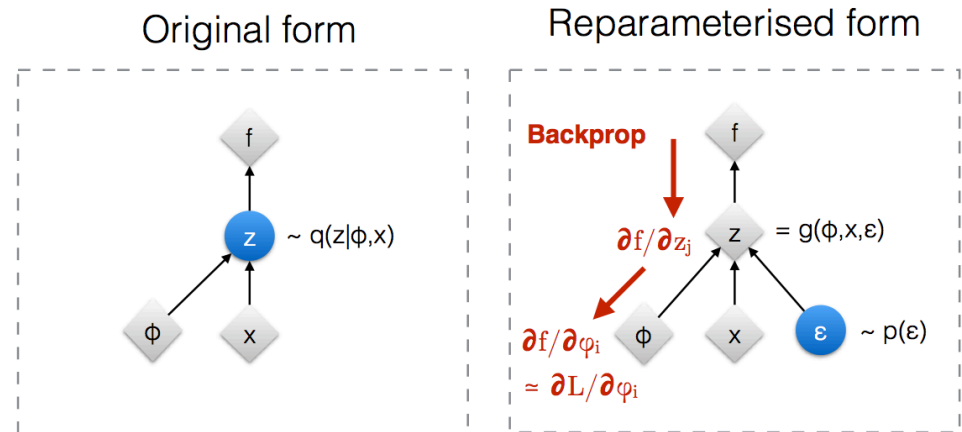 Original form
f
z ~ q(z|ϕ,x)
ϕ x
Reparameterised form
Backprop f
∂f/∂zj z = g(ϕ,x,ε)
∂f/∂φi ϕ x ε ~ p(ε)
≃ ∂L/∂φi